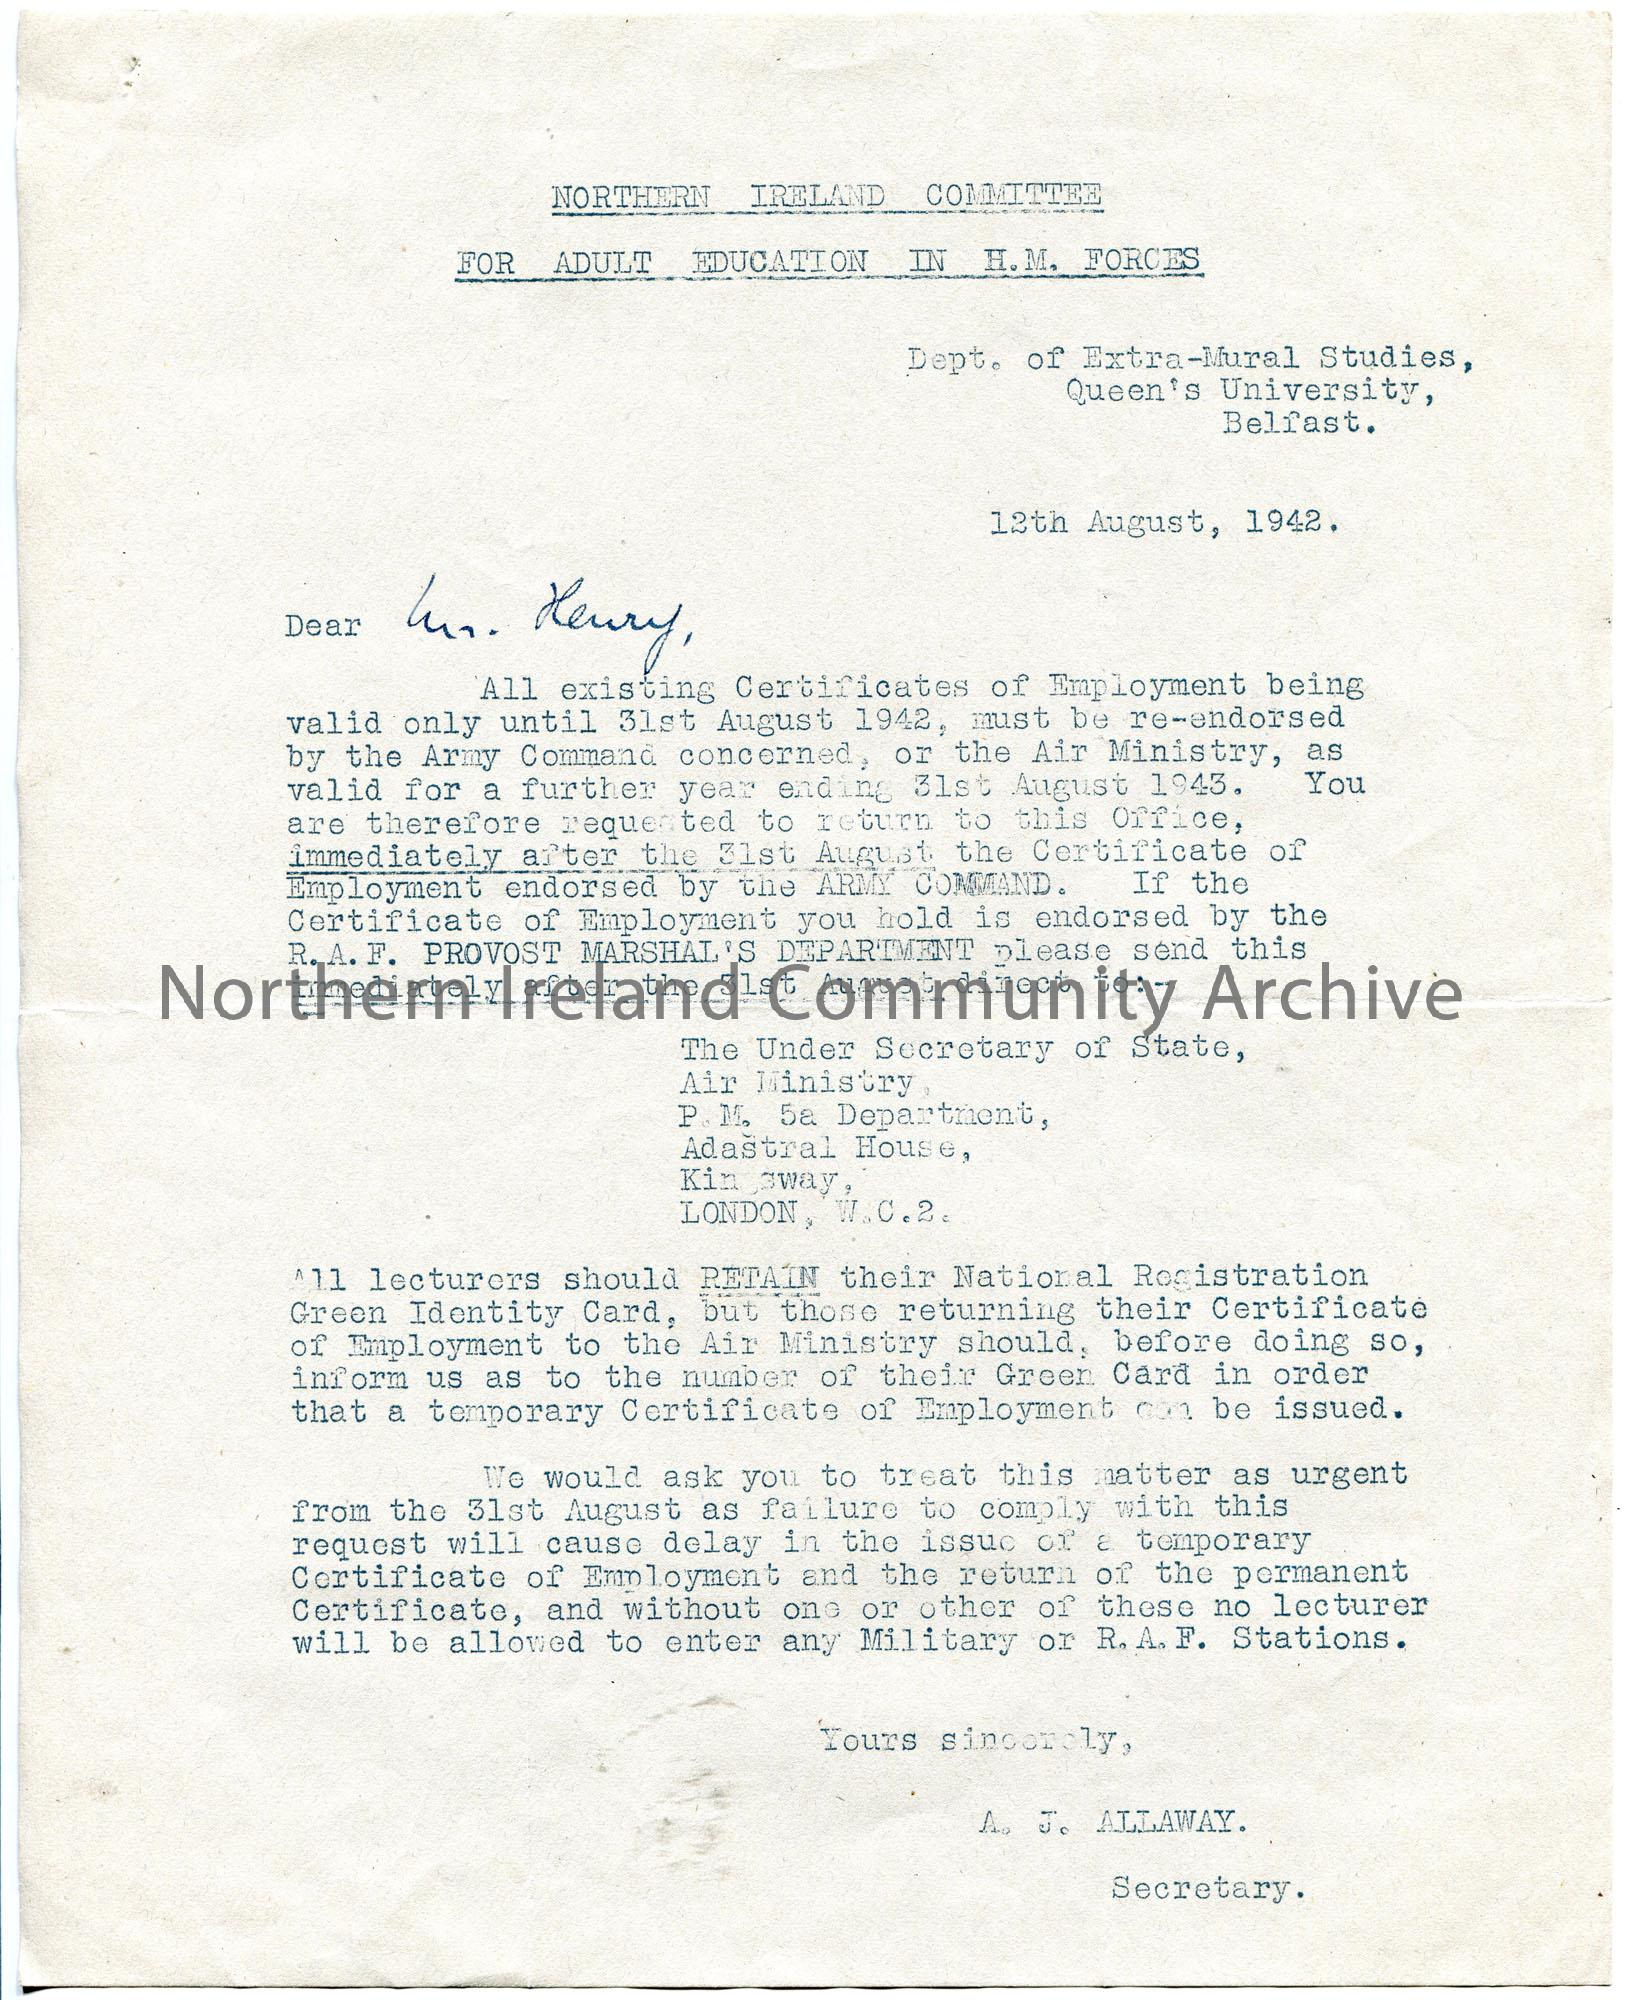 NORTHERN IRELAND COMMITTEE
FOR ADULT EDUCATION IN H.M. FORCES
Dept. of Extra-Mural Studies,
Queen's University,
Belfast.
12th August, 1942.
Dear Mr. Henry,
All existing Certificates of Employment being
valid only until 31st August 1942, must be re-endorsed
by the Army Command concerned, or the Air Ministry, as
valid for a further year ending 31st August 1943. You
are therefore requested to return to this Office,
immediately after the 31st August the Certificate of
Employment endorsed by the ARMY COMMAND. If the
Certificate of Employment you hold is endorsed by the
R.A.F. PROVOST MARSHAL'S DEPARTMENT please send this
immediately after the 31st August direct to:-
Northern Ireland Community Archive
The Under Secretary of State,
Air Ministry,
P.M. 5a Department,
Adastral House,
Kingsway,
LONDON, W.C.2.
All lecturers should RETAIN their National Registration
Green Identity Card, but those returning their Certificate
of Employment to the Air Ministry should, before doing so,
inform us as to the number of their Green Card in order
that a temporary Certificate of Employment can be issued.
We would ask you to treat this matter as urgent
from the 31st August as failure to comply with this
request will cause delay in the issue of a temporary
Certificate of Employment and the return of the permanent
Certificate, and without one or other of these no lecturer
will be allowed to enter any Military or R.A.F. Stations.
Yours sincerely,
A. J. ALLAWAY.
Secretary.